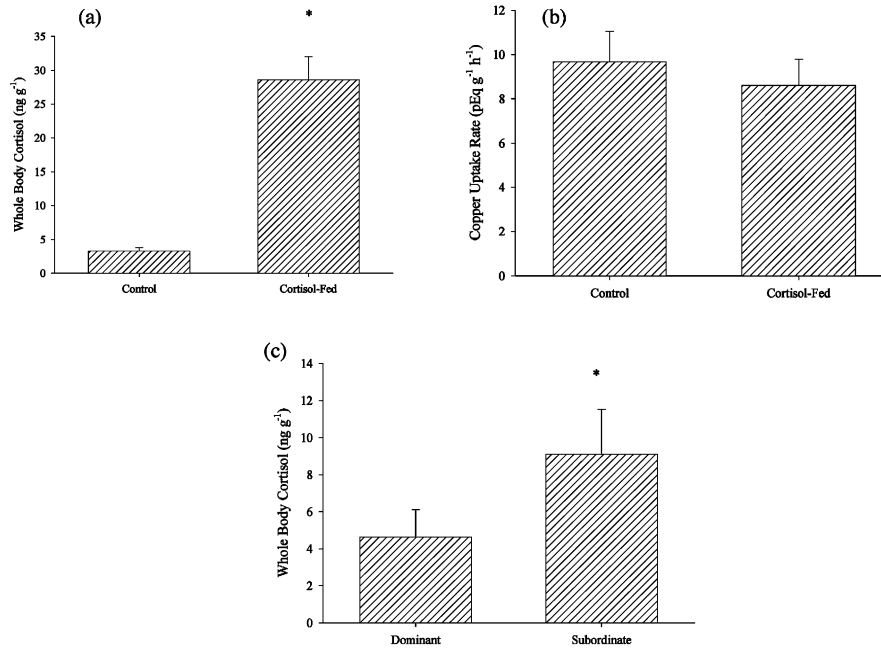 (a)
*
Whole Body Cortisol (ng g⁻¹)
35
30
25
20
15
10
5
0
Control
Cortisol-Fed
(b)
Copper Uptake Rate (pEq g⁻¹ h⁻¹)
12
10
8
6
4
2
0
Control
Cortisol-Fed
(c)
*
Whole Body Cortisol (ng g⁻¹)
14
12
10
8
6
4
2
0
Dominant
Subordinate